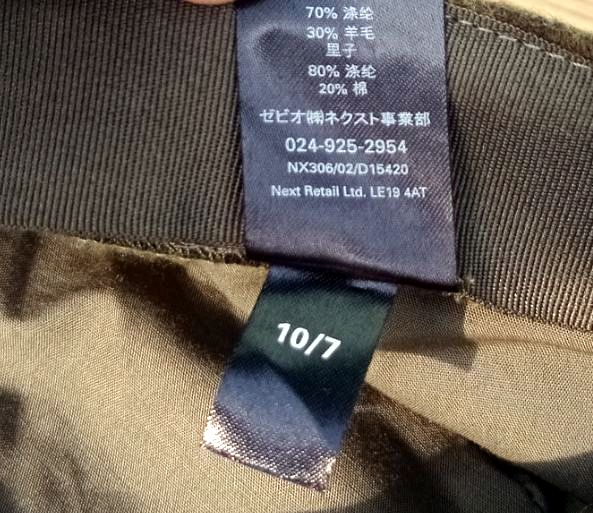 70% 涤纶
30% 羊毛
里子
80% 涤纶
20% 棉
ゼビオ㈱ネクスト事業部
024-925-2954
NX306/02/D15420
Next Retail Ltd. LE19 4AT
10/7